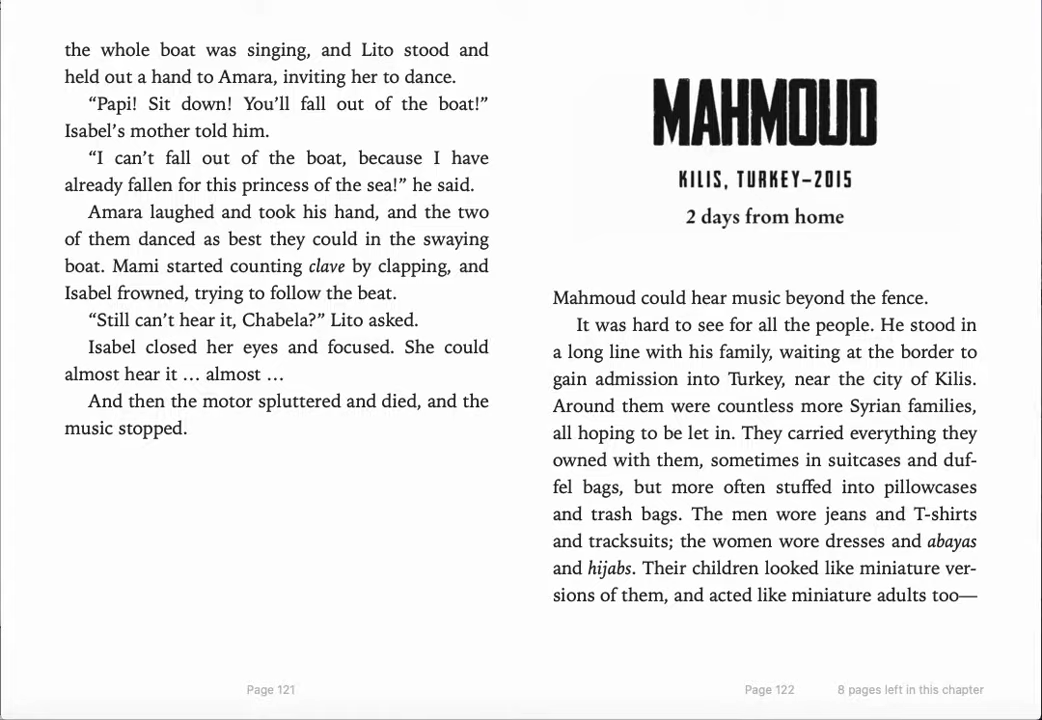 the whole boat was singing, and Lito stood and
held out a hand to Amara, inviting her to dance.
“Papi! Sit down! You’ll fall out of the boat!”
Isabel’s mother told him.
“I can’t fall out of the boat, because I have
already fallen for this princess of the sea!” he said.
Amara laughed and took his hand, and the two
of them danced as best they could in the swaying
boat. Mami started counting clave by clapping, and
Isabel frowned, trying to follow the beat.
“Still can’t hear it, Chabela?” Lito asked.
Isabel closed her eyes and focused. She could
almost hear it … almost …
And then the motor spluttered and died, and the
music stopped.
Page 121
MAHMOUD
KILIS, TURKEY–2015
2 days from home
Mahmoud could hear music beyond the fence.
It was hard to see for all the people. He stood in
a long line with his family, waiting at the border to
gain admission into Turkey, near the city of Kilis.
Around them were countless more Syrian families,
all hoping to be let in. They carried everything they
owned with them, sometimes in suitcases and duf-
fel bags, but more often stuffed into pillowcases
and trash bags. The men wore jeans and T-shirts
and tracksuits; the women wore dresses and abayas
and hijabs. Their children looked like miniature ver-
sions of them, and acted like miniature adults too—
Page 122
8 pages left in this chapter